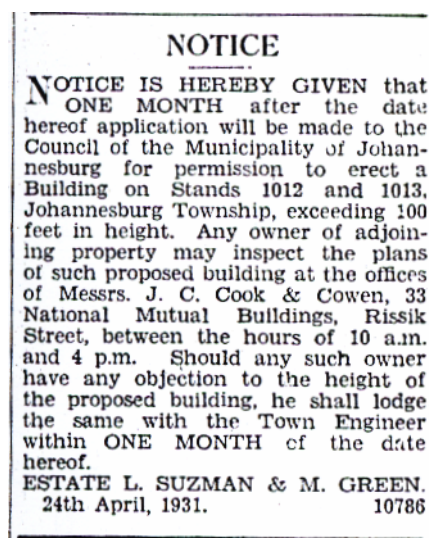 NOTICE
NOTICE IS HEREBY GIVEN that
ONE MONTH after the date
hereof application will be made to the
Council of the Municipality of Johan-
nesburg for permission to erect a
Building on Stands 1012 and 1013,
Johannesburg Township, exceeding 100
feet in height. Any owner of adjoin-
ing property may inspect the plans
of such proposed building at the offices
of Messrs. J. C. Cook & Cowen, 33
National Mutual Buildings, Rissik
Street, between the hours of 10 a.m.
and 4 p.m. Should any such owner
have any objection to the height of
the proposed building, he shall lodge
the same with the Town Engineer
within ONE MONTH of the date
hereof.
ESTATE L. SUZMAN & M. GREEN.
24th April, 1931. 10786